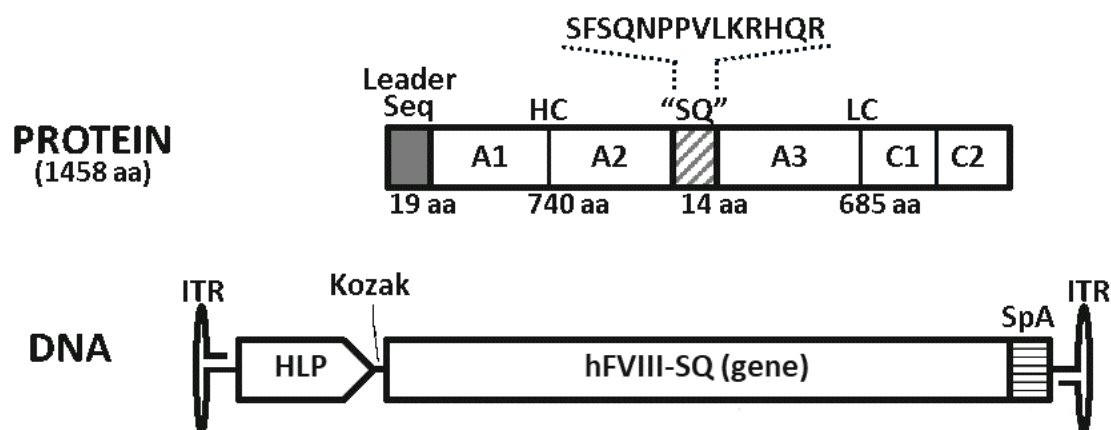 SFSQNPPVLKRHQR
Leader
Seq
HC
“SQ”
LC
PROTEIN
(1458 aa)
A1
A2
A3
C1
C2
19 aa
740 aa
14 aa
685 aa
ITR
Kozak
SpA
ITR
DNA
HLP
hFVIII-SQ (gene)